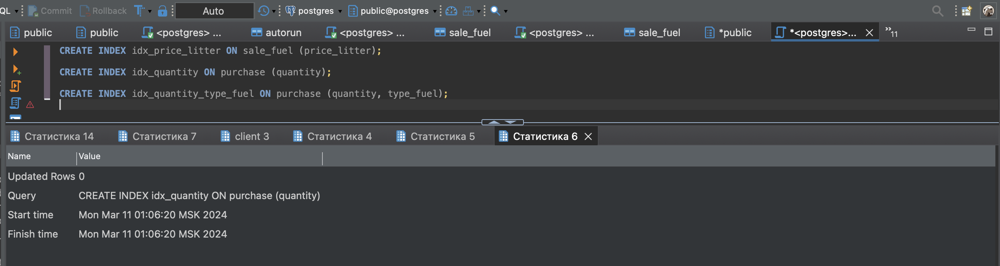 QL Commit Rollback Auto postgres public@postgres
public public <postgres> ... autorun <postgres> ... sale_fuel <postgres> ... sale_fuel *public *<postgres>... »11
CREATE INDEX idx_price_litter ON sale_fuel (price_litter);
CREATE INDEX idx_quantity ON purchase (quantity);
CREATE INDEX idx_quantity_type_fuel ON purchase (quantity, type_fuel);
Статистика 14 Статистика 7 client 3 Статистика 4 Статистика 5 Статистика 6
Name Value
Updated Rows 0
Query CREATE INDEX idx_quantity ON purchase (quantity)
Start time Mon Mar 11 01:06:20 MSK 2024
Finish time Mon Mar 11 01:06:20 MSK 2024